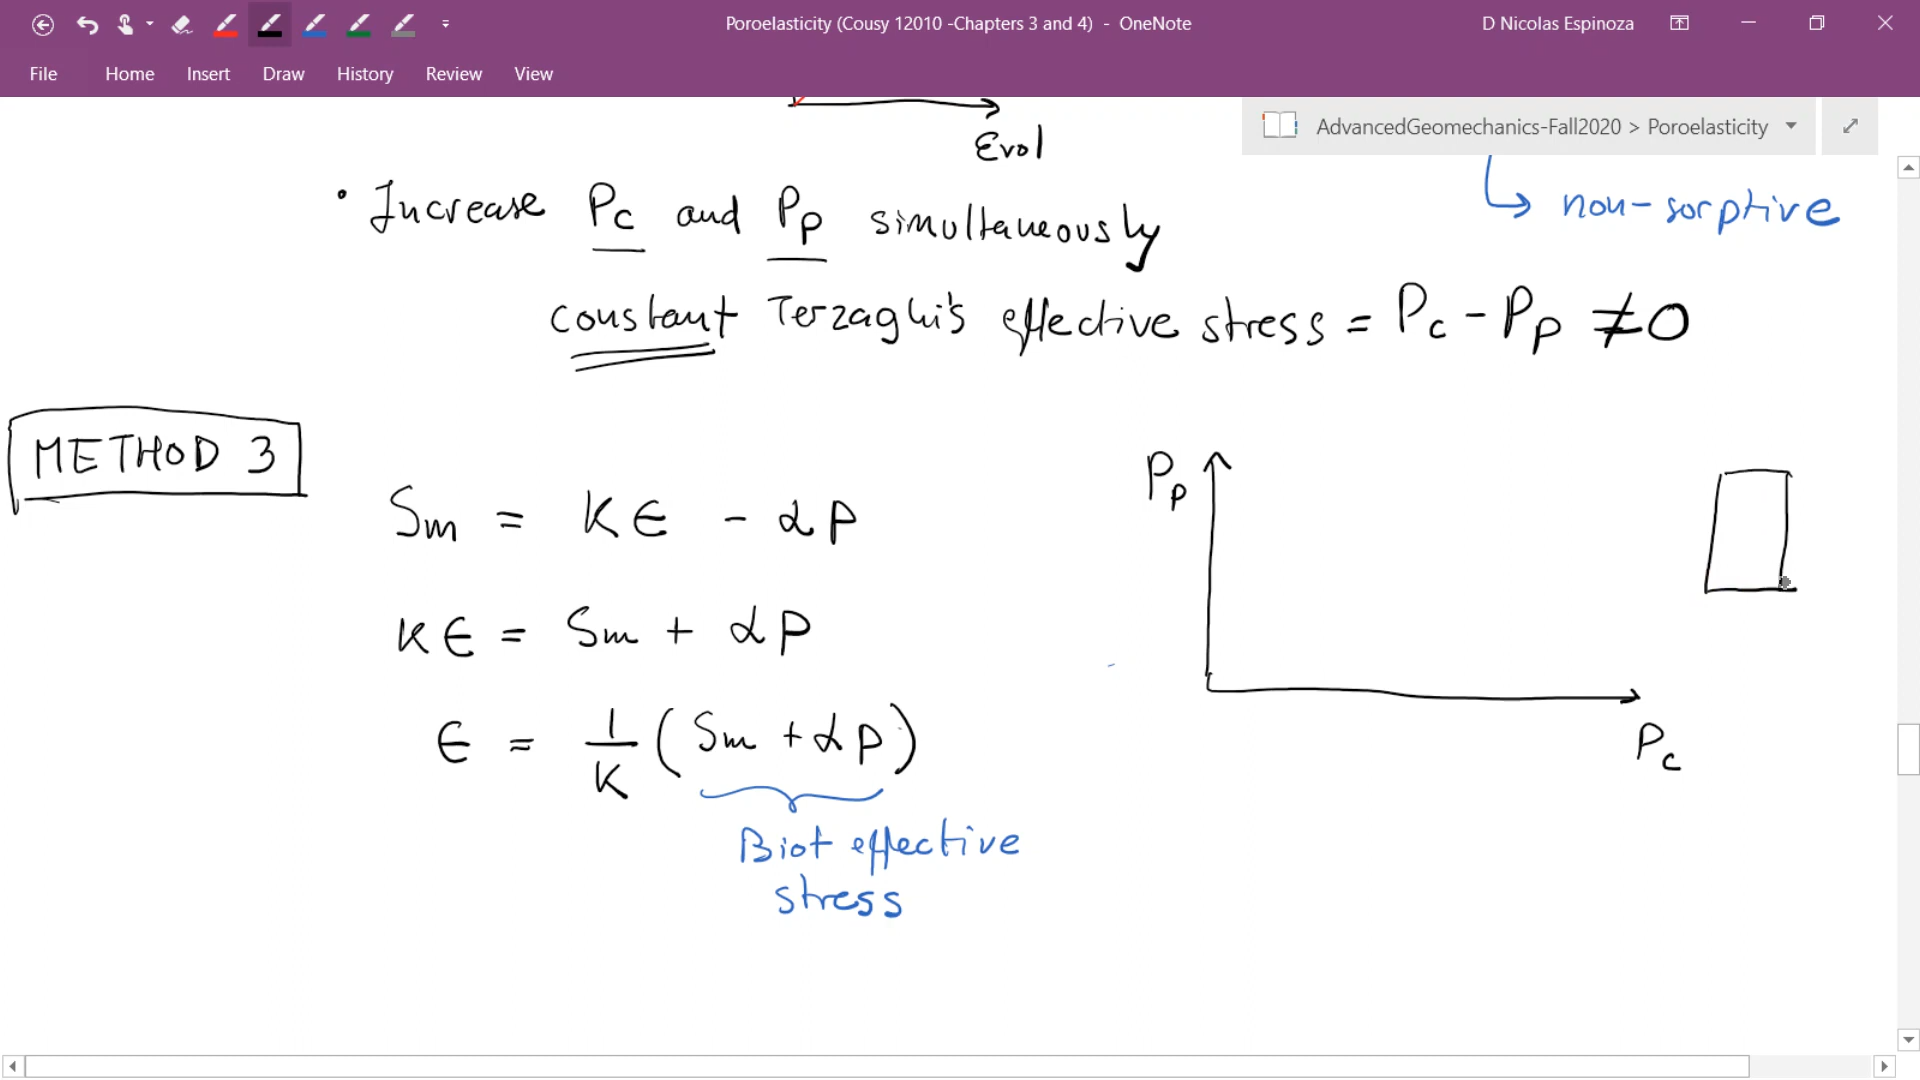 Poroelasticity (Cousy 12010 -Chapters 3 and 4) - OneNote
D Nicolas Espinoza
File Home Insert Draw History Review View
AdvancedGeomechanics-Fall2020 > Poroelasticity
εvol
↳ non-sorptive
• Increase Pc and Pp simultaneously
constant Terzaghi's effective stress = Pc - Pp ≠ 0
METHOD 3
Sm = Kϵ - αp
Kϵ = Sm + αp
ϵ = 1/K (Sm + αp)
Biot effective
stress
Pp
Pc